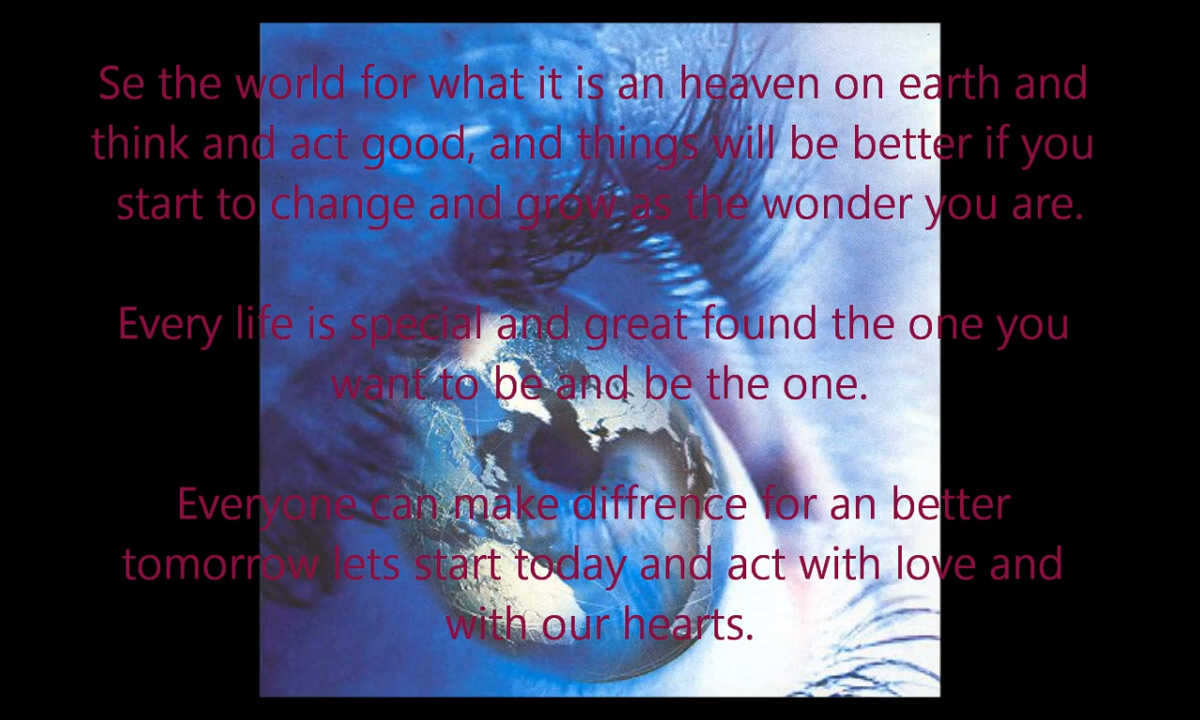 Se the world for what it is an heaven on earth and
think and act good, and things will be better if you
start to change and grow as the wonder you are.
Every life is special and great found the one you
want to be and be the one.
Everyone can make diffrence for an better
tomorrow lets start today and act with love and
with our hearts.